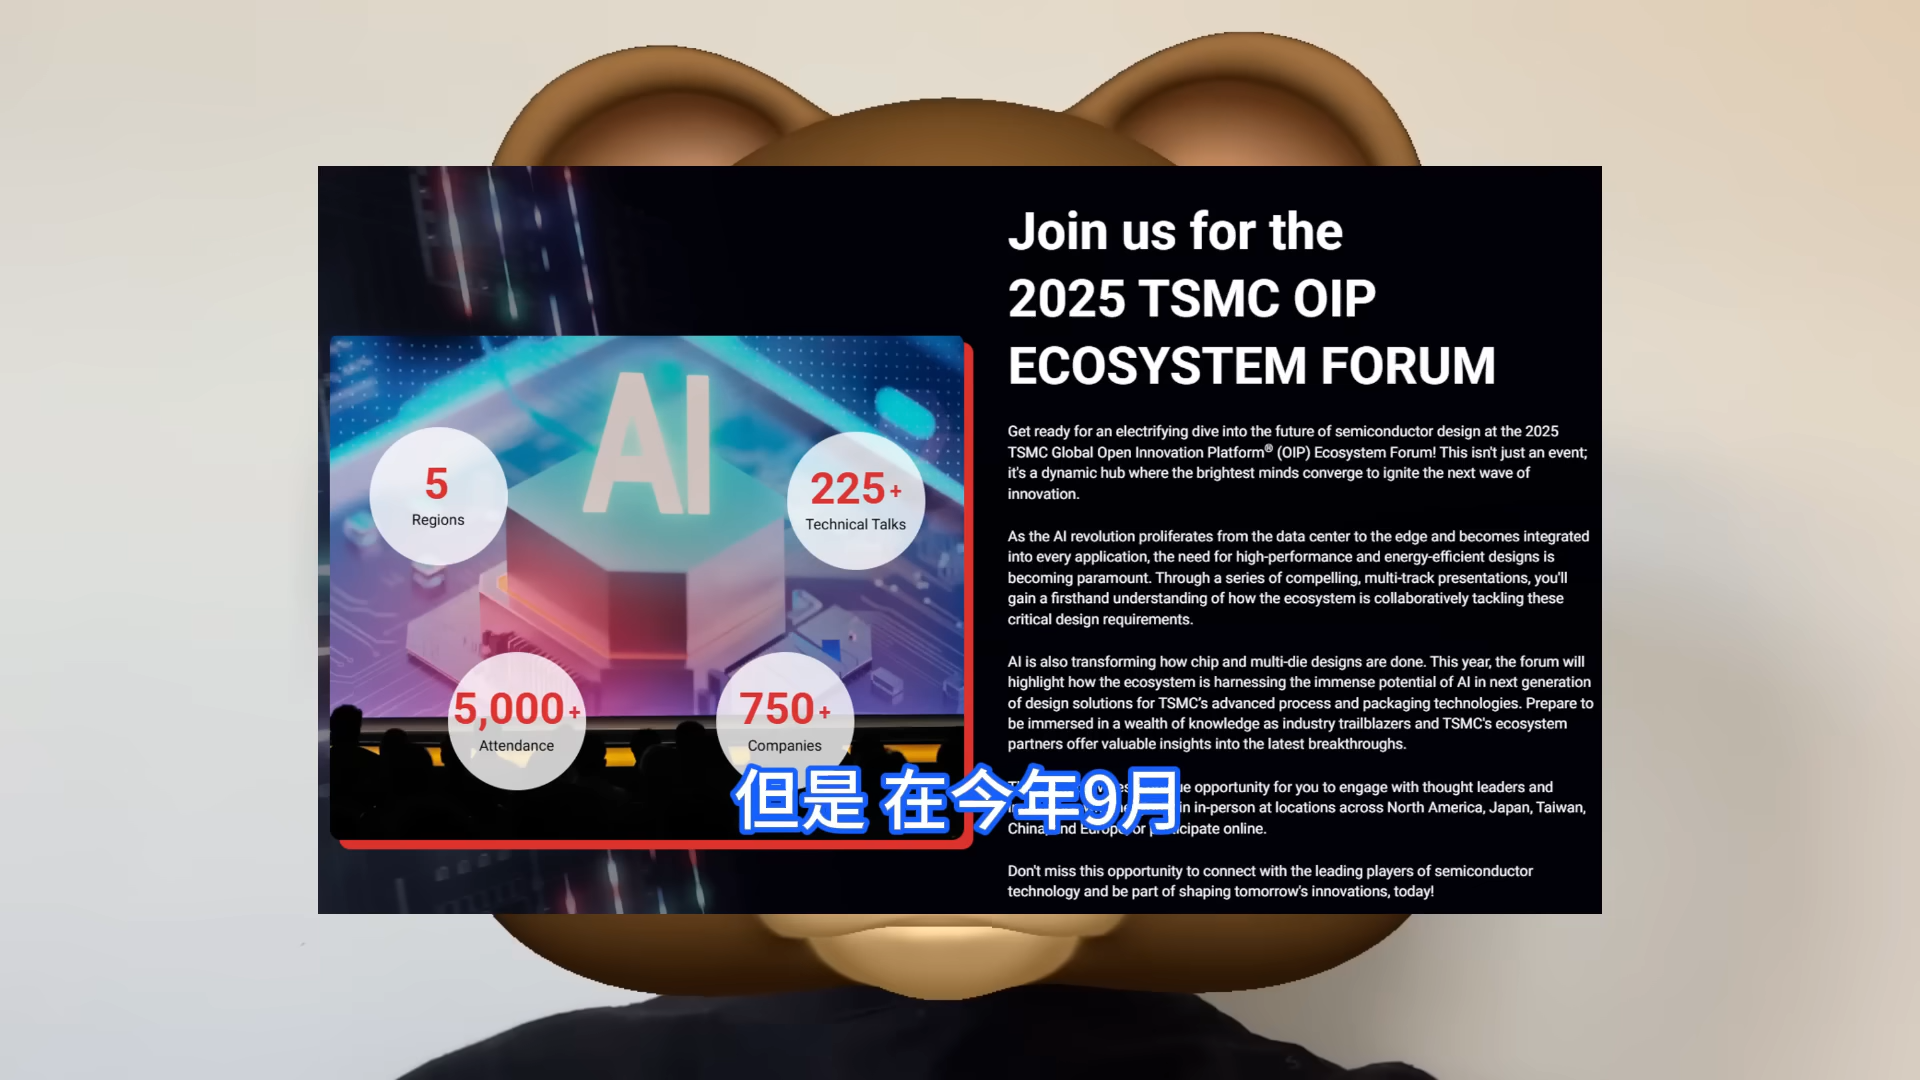 Join us for the
2025 TSMC OIP
ECOSYSTEM FORUM
AI
5
Regions
225+
Technical Talks
5,000+
Attendance
750+
Companies
Get ready for an electrifying dive into the future of semiconductor design at the 2025
TSMC Global Open Innovation Platform® (OIP) Ecosystem Forum! This isn't just an event;
it's a dynamic hub where the brightest minds converge to ignite the next wave of
innovation.
As the AI revolution proliferates from the data center to the edge and becomes integrated
into every application, the need for high-performance and energy-efficient designs is
becoming paramount. Through a series of compelling, multi-track presentations, you'll
gain a firsthand understanding of how the ecosystem is collaboratively tackling these
critical design requirements.
AI is also transforming how chip and multi-die designs are done. This year, the forum will
highlight how the ecosystem is harnessing the immense potential of AI in next generation
of design solutions for TSMC's advanced process and packaging technologies. Prepare to
be immersed in a wealth of knowledge as industry trailblazers and TSMC's ecosystem
partners offer valuable insights into the latest breakthroughs.
opportunity for you to engage with thought leaders and
in-person at locations across North America, Japan, Taiwan,
China and Europe, or participate online.
Don't miss this opportunity to connect with the leading players of semiconductor
technology and be part of shaping tomorrow's innovations, today!
但是 在今年9月